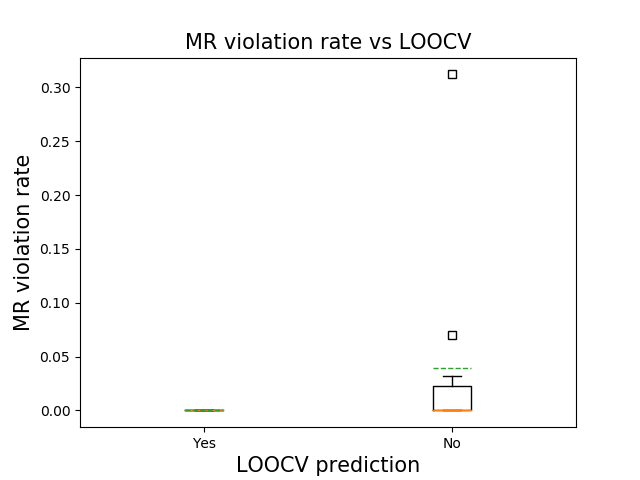 MR violation rate vs LOOCV
MR violation rate
0.30
0.25
0.20
0.15
0.10
0.05
0.00
Yes
No
LOOCV prediction